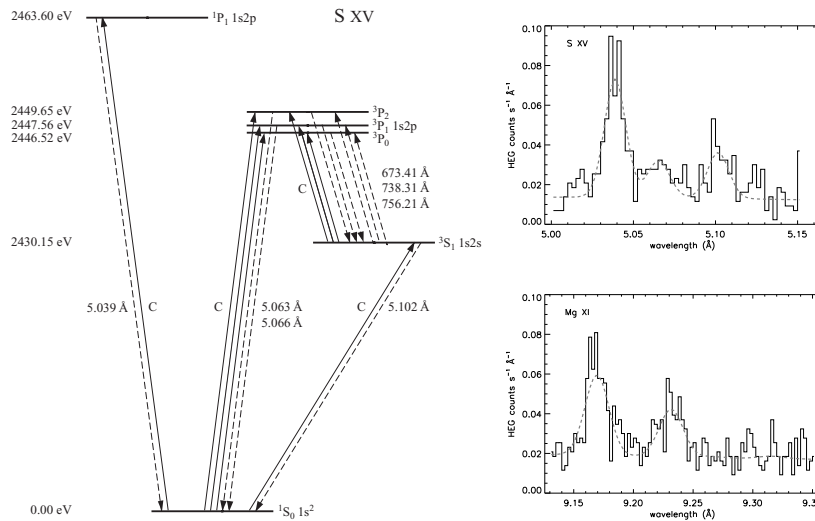 S XV
2463.60 eV
¹P₁ 1s2p
2449.65 eV
³P₂
2447.56 eV
³P₁ 1s2p
2446.52 eV
³P₀
C
673.41 Å
738.31 Å
756.21 Å
2430.15 eV
³S₁ 1s2s
5.039 Å
C
C
5.063 Å
5.066 Å
C
5.102 Å
0.00 eV
¹S₀ 1s²
S XV
HEG counts s⁻¹ Å⁻¹
0.10
0.08
0.06
0.04
0.02
0.00
5.00 5.05 5.10 5.15
wavelength (Å)
Mg XI
HEG counts s⁻¹ Å⁻¹
0.10
0.08
0.06
0.04
0.02
0.00
9.15 9.20 9.25 9.30 9.35
wavelength (Å)